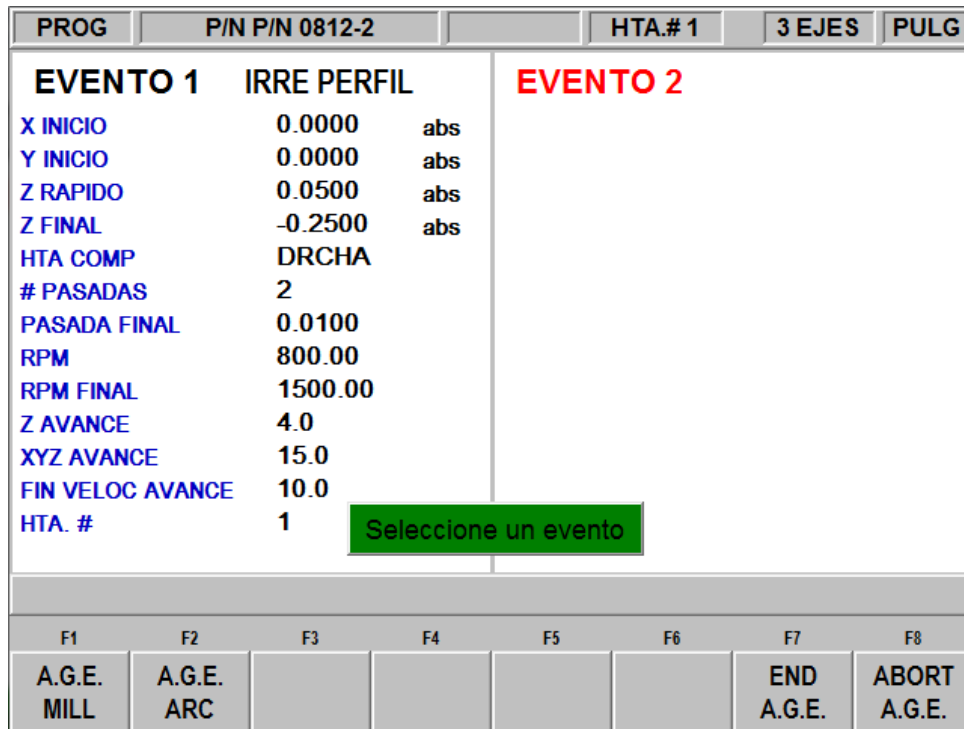 PROG P/N P/N 0812-2 HTA.# 1 3 EJES PULG
EVENTO 1 IRRE PERFIL
X INICIO 0.0000 abs
Y INICIO 0.0000 abs
Z RAPIDO 0.0500 abs
Z FINAL -0.2500 abs
HTA COMP DRCHA
# PASADAS 2
PASADA FINAL 0.0100
RPM 800.00
RPM FINAL 1500.00
Z AVANCE 4.0
XYZ AVANCE 15.0
FIN VELOC AVANCE 10.0
HTA. # 1
EVENTO 2
Seleccione un evento
F1 F2 F3 F4 F5 F6 F7 F8
A.G.E. A.G.E. END ABORT
MILL ARC A.G.E. A.G.E.